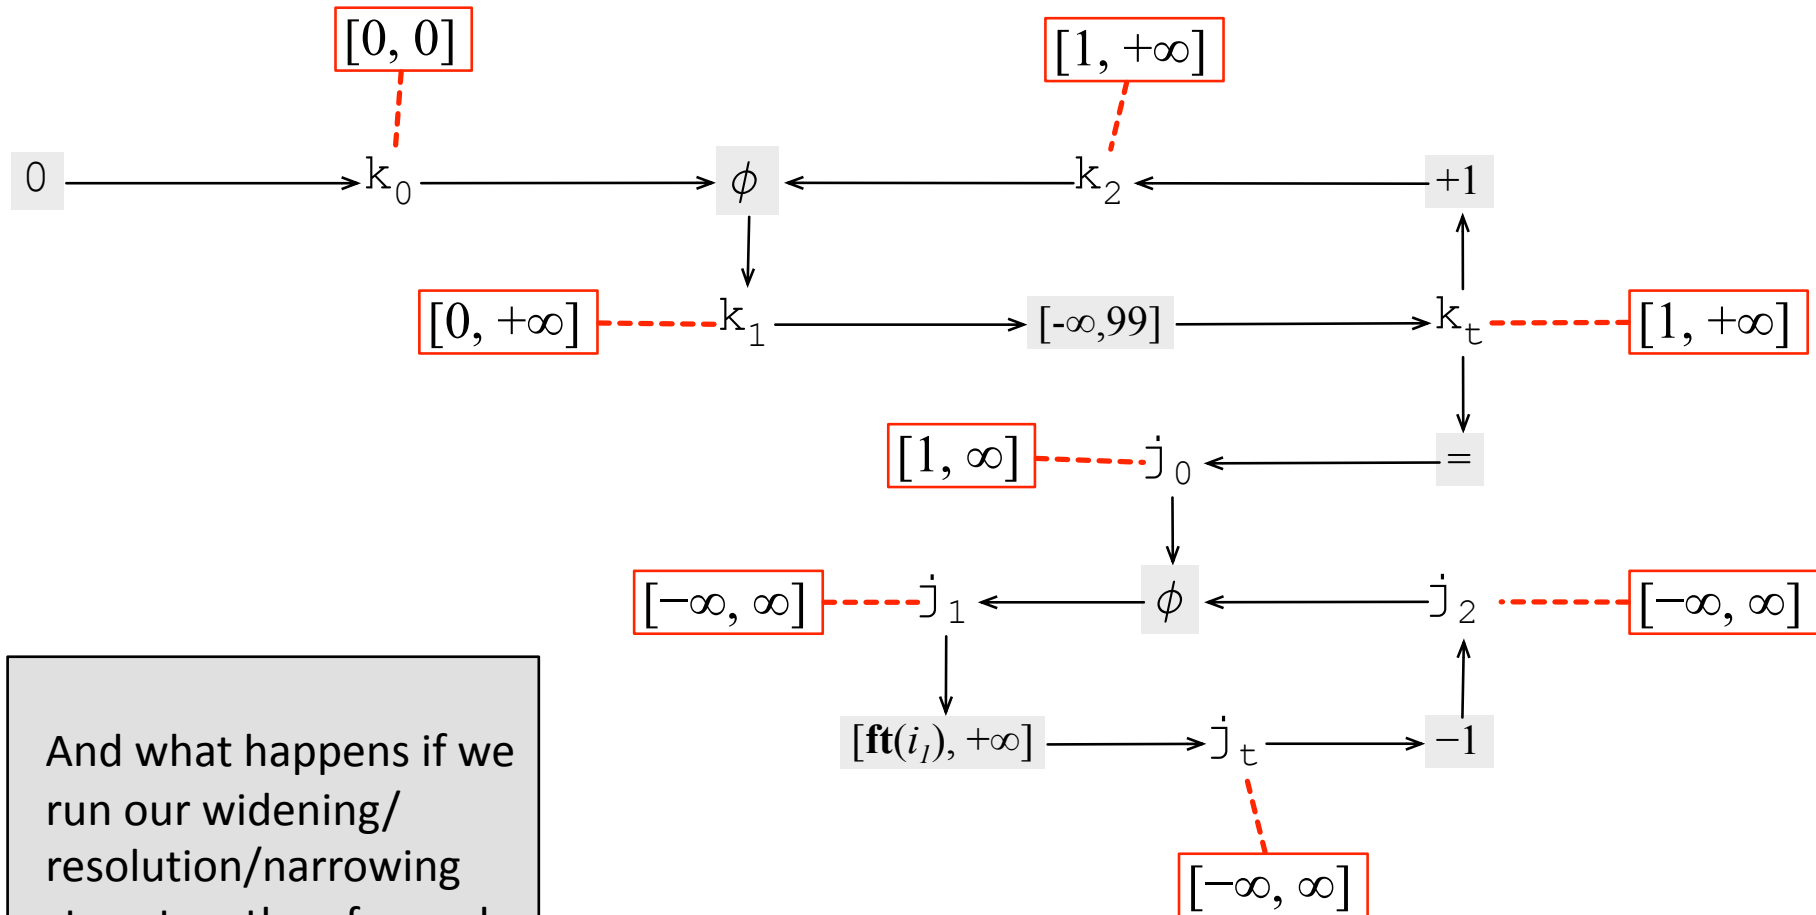 [0, 0]
[1, +∞]
0
k0
ϕ
k2
+1
[0, +∞]
k1
[-∞,99]
kt
[1, +∞]
[1, ∞]
j0
=
[−∞, ∞]
j1
ϕ
j2
[−∞, ∞]
[ft(i1), +∞]
jt
−1
[−∞, ∞]
And what happens if we
run our widening/
resolution/narrowing